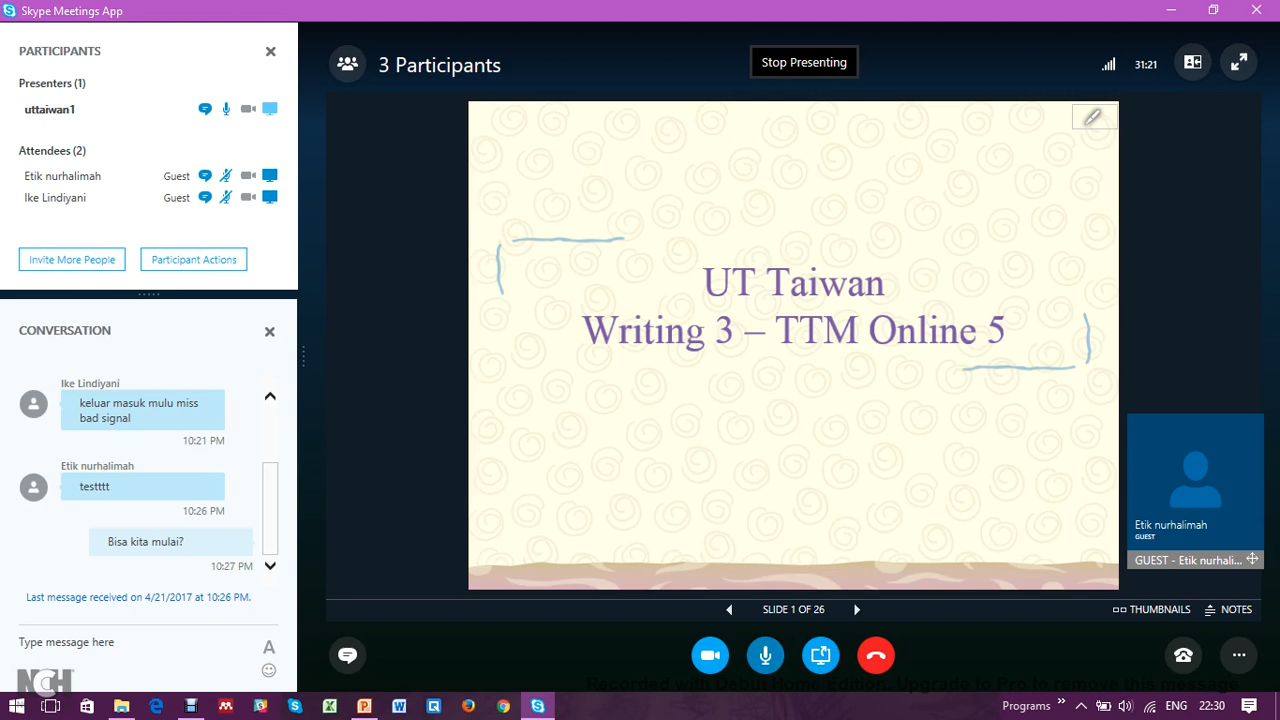 Skype Meetings App
PARTICIPANTS
Presenters (1)
uttaiwan1
Attendees (2)
Etik nurhalimah Guest
Ike Lindiyani Guest
Invite More People Participant Actions
CONVERSATION
Ike Lindiyani
keluar masuk mulu miss
bad signal
10:21 PM
Etik nurhalimah
testttt
10:26 PM
Bisa kita mulai?
10:27 PM
Last message received on 4/21/2017 at 10:26 PM.
Type message here
A
NCH
3 Participants
Stop Presenting
31:21
UT Taiwan
Writing 3 – TTM Online 5
Etik nurhalimah
GUEST
GUEST - Etik nurhali...
SLIDE 1 OF 26
THUMBNAILS
NOTES
Recorded with Debut Home Edition. Upgrade to Pro to remove this message
Programs
ENG
22:30